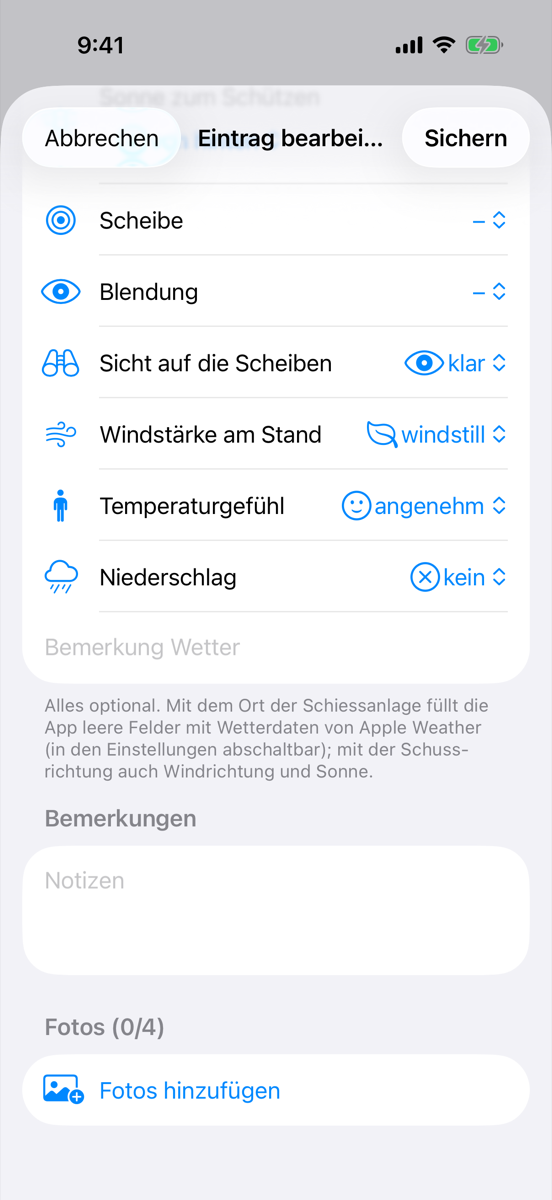 9:41
Sonne zum Schützen
Abbrechen
Eintrag bearbei...
Sichern
Scheibe
–
Blendung
–
Sicht auf die Scheiben
klar
Windstärke am Stand
windstill
Temperaturgefühl
angenehm
Niederschlag
kein
Bemerkung Wetter
Alles optional. Mit dem Ort der Schiessanlage füllt die
App leere Felder mit Wetterdaten von Apple Weather
(in den Einstellungen abschaltbar); mit der Schuss-
richtung auch Windrichtung und Sonne.
Bemerkungen
Notizen
Fotos (0/4)
Fotos hinzufügen